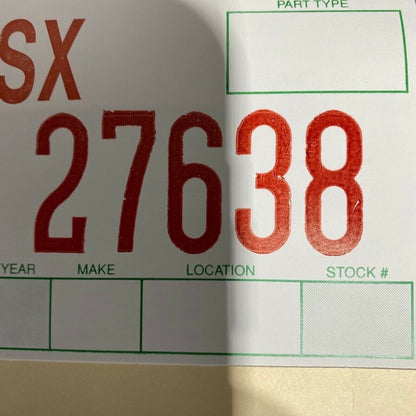 PART TYPE
SX
27638
YEAR MAKE LOCATION STOCK #